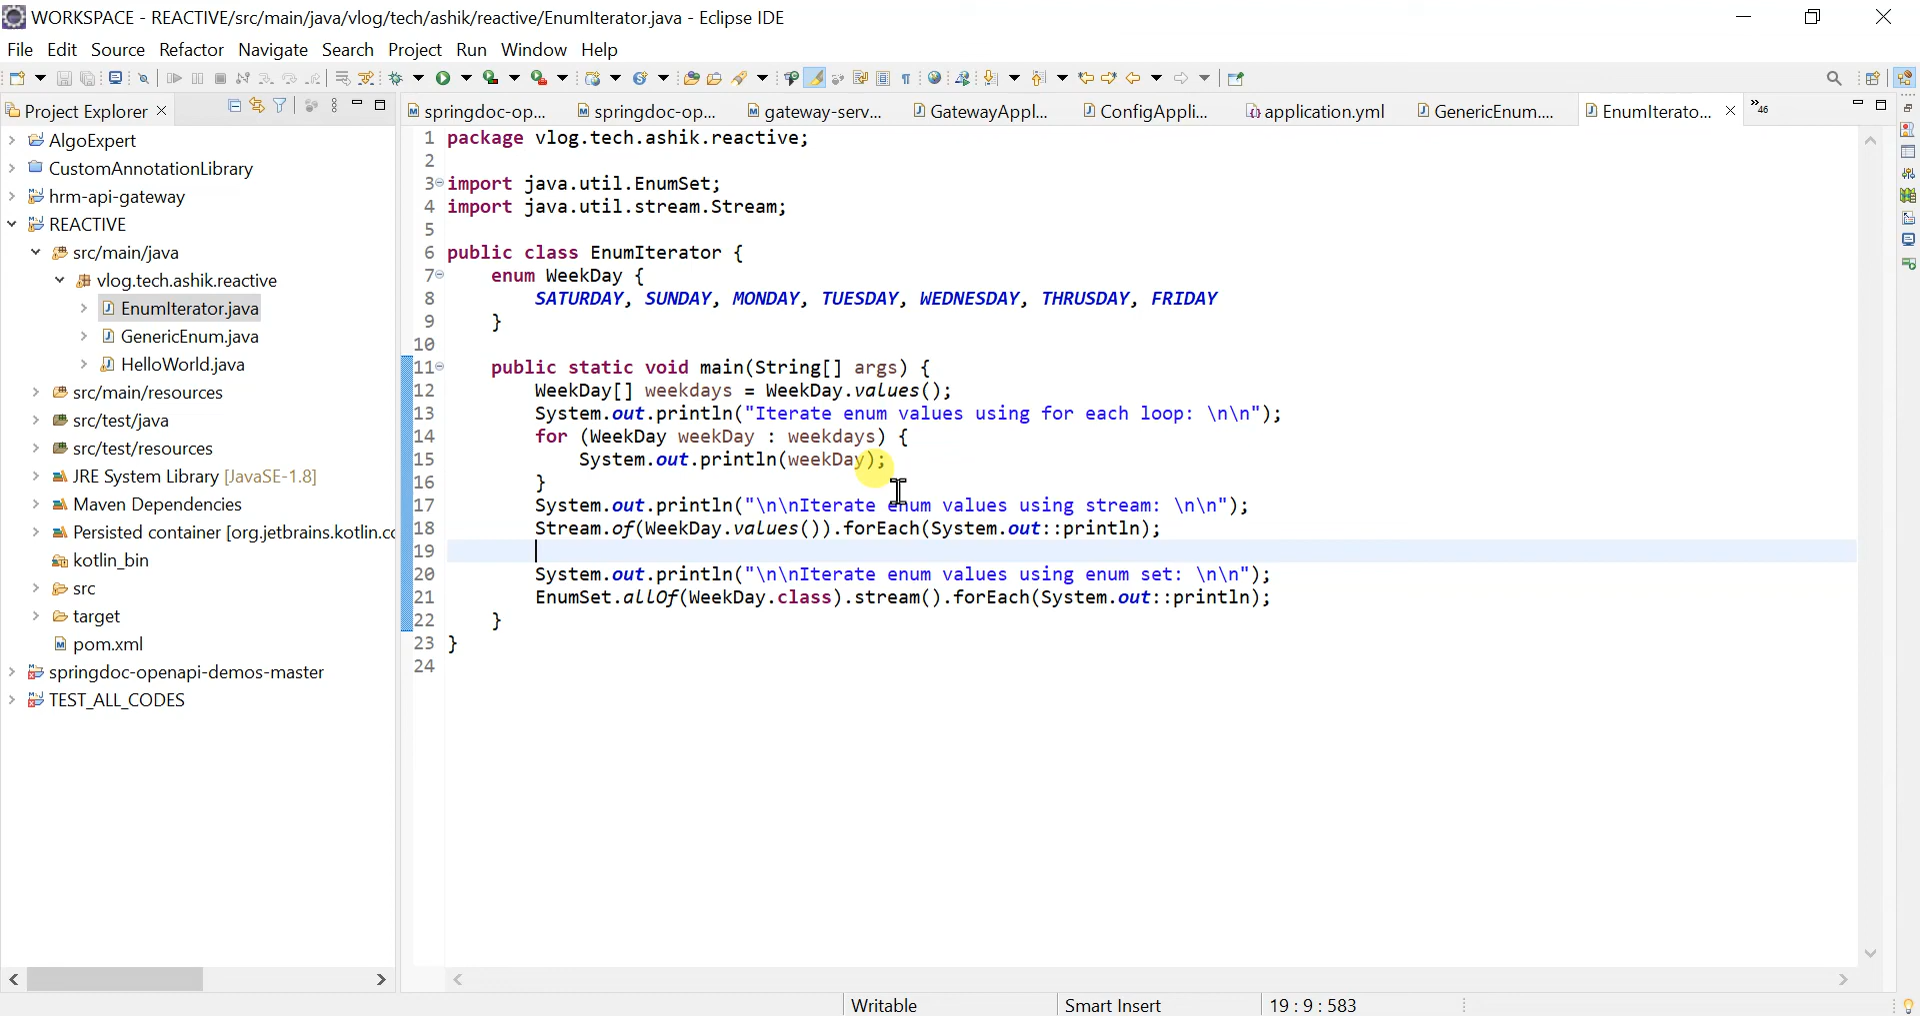 WORKSPACE - REACTIVE/src/main/java/vlog/tech/ashik/reactive/EnumIterator.java - Eclipse IDE
File Edit Source Refactor Navigate Search Project Run Window Help
Project Explorer
springdoc-op... springdoc-op... gateway-serv... GatewayAppl... ConfigAppli... application.yml GenericEnum.... EnumIterato... »46
AlgoExpert
CustomAnnotationLibrary
hrm-api-gateway
REACTIVE
src/main/java
vlog.tech.ashik.reactive
EnumIterator.java
GenericEnum.java
HelloWorld.java
src/main/resources
src/test/java
src/test/resources
JRE System Library [JavaSE-1.8]
Maven Dependencies
Persisted container [org.jetbrains.kotlin.cc
kotlin_bin
src
target
pom.xml
springdoc-openapi-demos-master
TEST_ALL_CODES
1 package vlog.tech.ashik.reactive;
2
3 import java.util.EnumSet;
4 import java.util.stream.Stream;
5
6 public class EnumIterator {
7 enum WeekDay {
8 SATURDAY, SUNDAY, MONDAY, TUESDAY, WEDNESDAY, THRUSDAY, FRIDAY
9 }
10
11 public static void main(String[] args) {
12 WeekDay[] weekdays = WeekDay.values();
13 System.out.println("Iterate enum values using for each loop: \n\n");
14 for (WeekDay weekDay : weekdays) {
15 System.out.println(weekDay);
16 }
17 System.out.println("\n\nIterate enum values using stream: \n\n");
18 Stream.of(WeekDay.values()).forEach(System.out::println);
19
20 System.out.println("\n\nIterate enum values using enum set: \n\n");
21 EnumSet.allOf(WeekDay.class).stream().forEach(System.out::println);
22 }
23 }
24
Writable Smart Insert 19 : 9 : 583